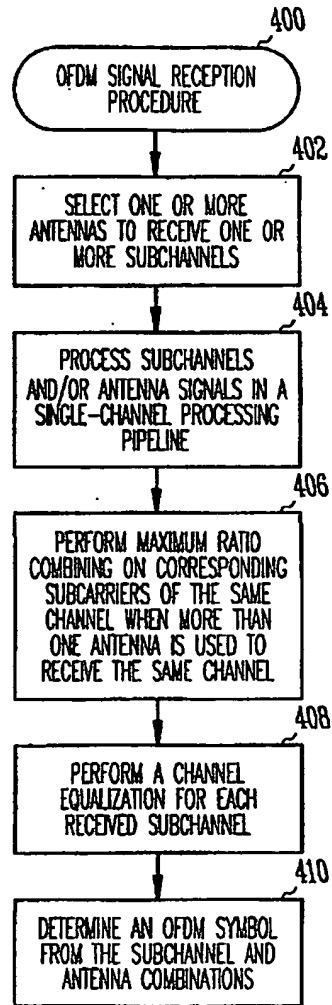 400
OFDM SIGNAL RECEPTION
PROCEDURE
402
SELECT ONE OR MORE
ANTENNAS TO RECEIVE ONE OR
MORE SUBCHANNELS
404
PROCESS SUBCHANNELS
AND/OR ANTENNA SIGNALS IN A
SINGLE-CHANNEL PROCESSING
PIPELINE
406
PERFORM MAXIMUM RATIO
COMBINING ON CORRESPONDING
SUBCARRIERS OF THE SAME
CHANNEL WHEN MORE THAN
ONE ANTENNA IS USED TO
RECEIVE THE SAME CHANNEL
408
PERFORM A CHANNEL
EQUALIZATION FOR EACH
RECEIVED SUBCHANNEL
410
DETERMINE AN OFDM SYMBOL
FROM THE SUBCHANNEL AND
ANTENNA COMBINATIONS